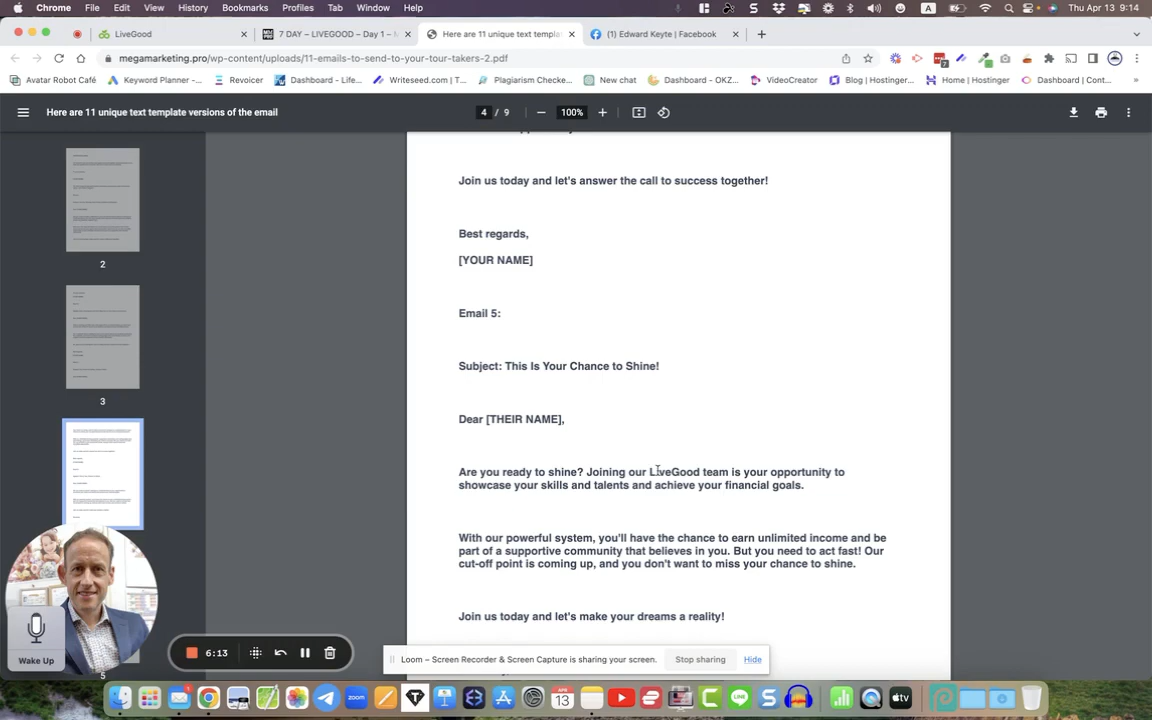 Chrome File Edit View History Bookmarks Profiles Tab Window Help
Thu Apr 13 9:14
LiveGood
7 DAY – LIVEGOOD – Day 1 –
Here are 11 unique text templa
(1) Edward Keyte | Facebook
megamarketing.pro/wp-content/uploads/11-emails-to-send-to-your-tour-takers-2.pdf
Avatar Robot Café
Keyword Planner -...
Revoicer
Dashboard - Life...
Writeseed.com | T...
Plagiarism Checke...
New chat
Dashboard - OKZ...
VideoCreator
Blog | Hostinger...
Home | Hostinger
Dashboard | Cont...
Here are 11 unique text template versions of the email
4 / 9
100%
Join us today and let's answer the call to success together!
Best regards,
[YOUR NAME]
Email 5:
Subject: This Is Your Chance to Shine!
Dear [THEIR NAME],
Are you ready to shine? Joining our LiveGood team is your opportunity to
showcase your skills and talents and achieve your financial goals.
With our powerful system, you'll have the chance to earn unlimited income and be
part of a supportive community that believes in you. But you need to act fast! Our
cut-off point is coming up, and you don't want to miss your chance to shine.
Join us today and let's make your dreams a reality!
2
3
5
Wake Up
6:13
Loom – Screen Recorder & Screen Capture is sharing your screen.
Stop sharing
Hide
zoom
tv